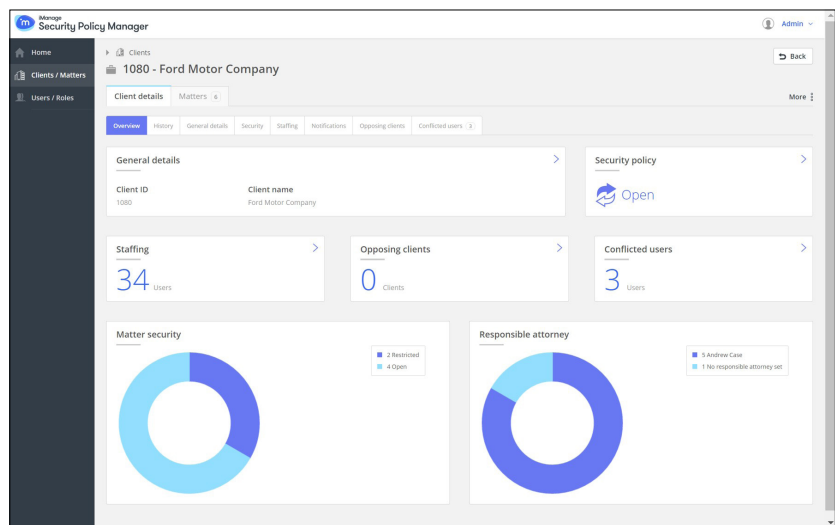 iManage
Security Policy Manager
Admin
Home
Clients / Matters
Users / Roles
Clients
1080 - Ford Motor Company
Back
Client details
Matters 6
More
Overview
History
General details
Security
Staffing
Notifications
Opposing clients
Conflicted users 3
General details
Client ID
1080
Client name
Ford Motor Company
Security policy
Open
Staffing
34 Users
Opposing clients
0 Clients
Conflicted users
3 Users
Matter security
2 Restricted
4 Open
Responsible attorney
5 Andrew Case
1 No responsible attorney set